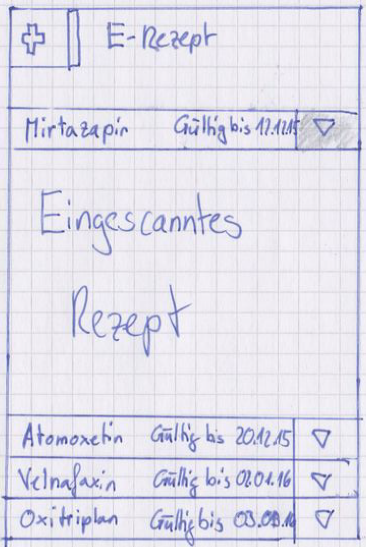 E-Rezept
Mirtazapin Gültig bis 12.12.15
Eingescanntes
Rezept
Atomoxetin Gültig bis 20.12.15
Velnafaxin Gültig bis 02.01.16
Oxitriplan Gültig bis